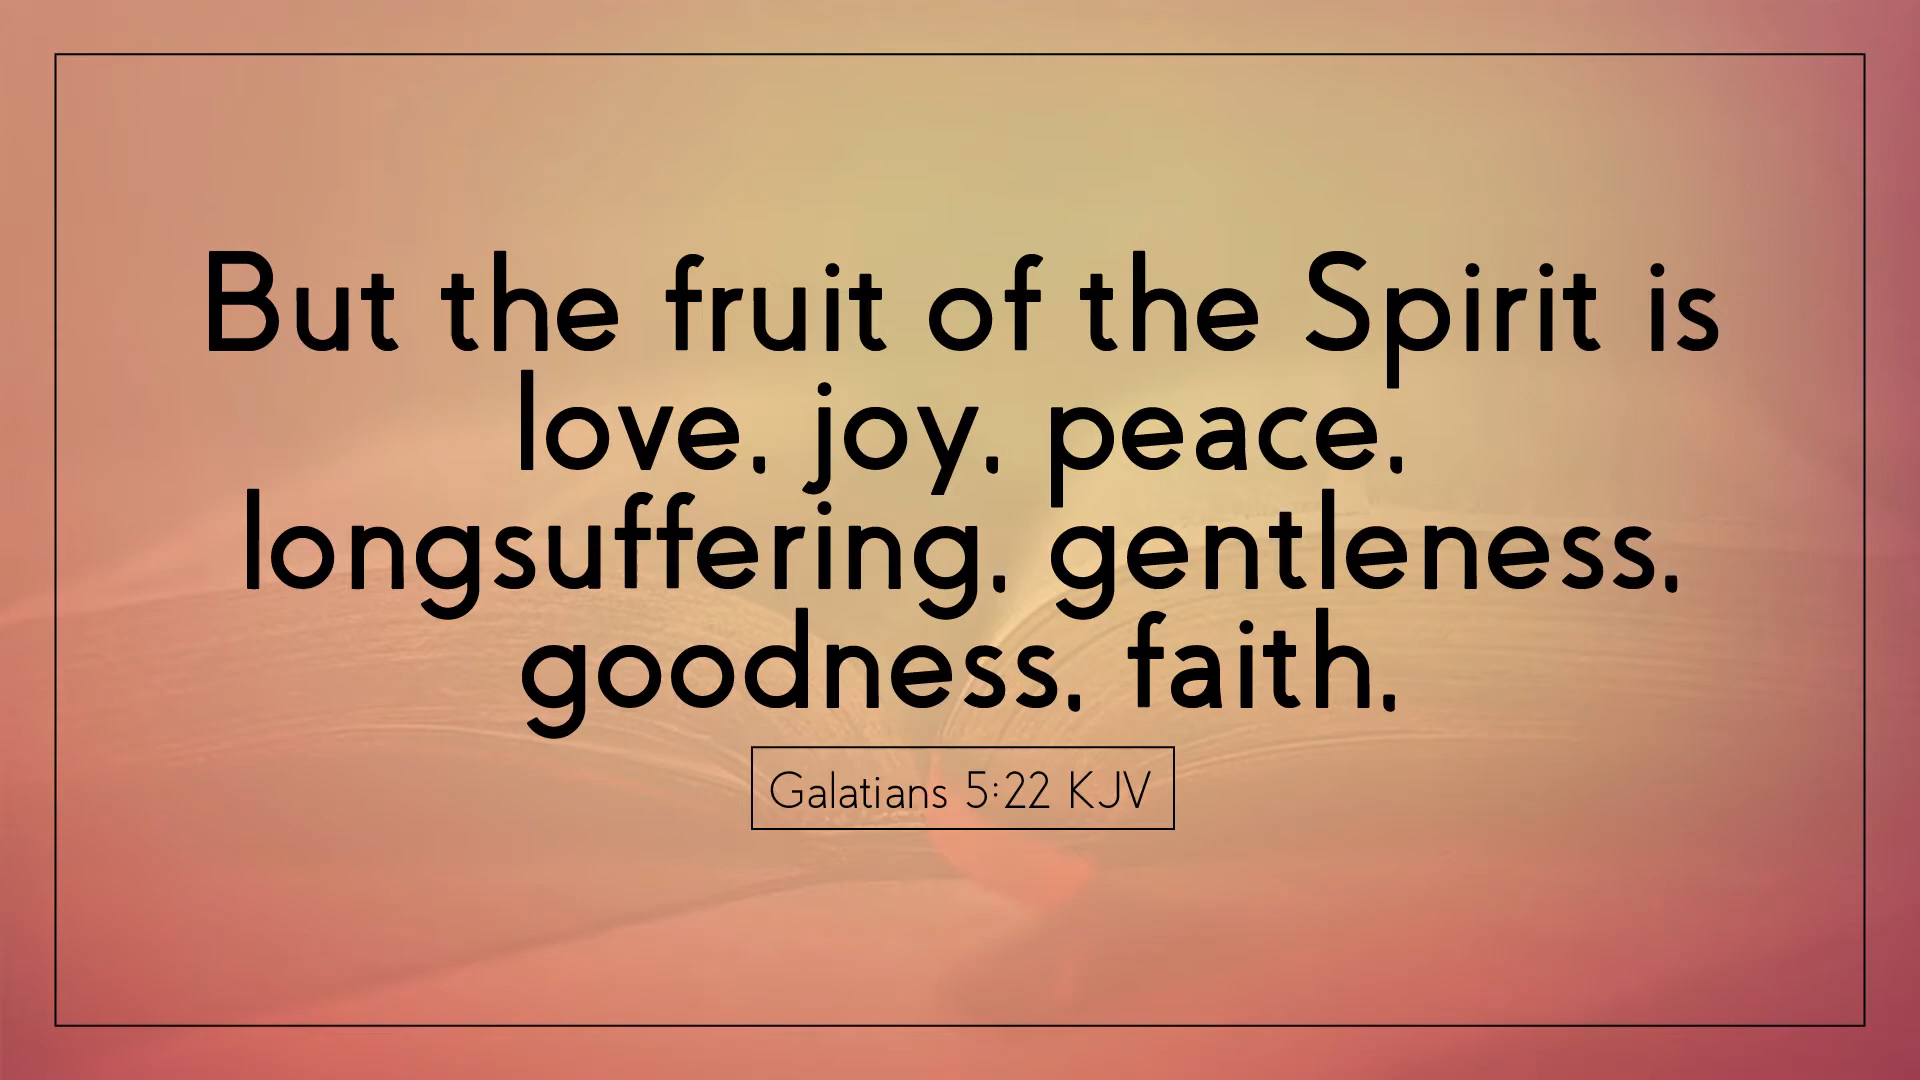 But the fruit of the Spirit is
love, joy, peace,
longsuffering, gentleness,
goodness, faith,
Galatians 5:22 KJV